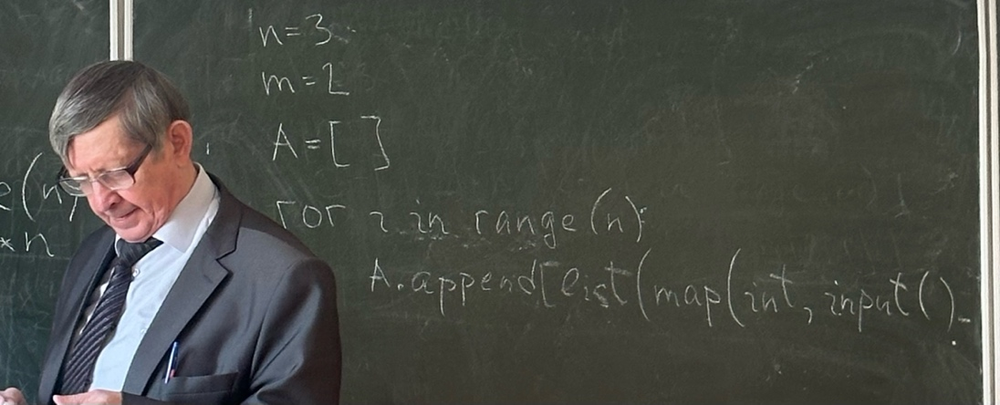 n=3
m=2
A=[ ]
for i in range(n):
A.append[list(map(int, input().
e(n)
*n